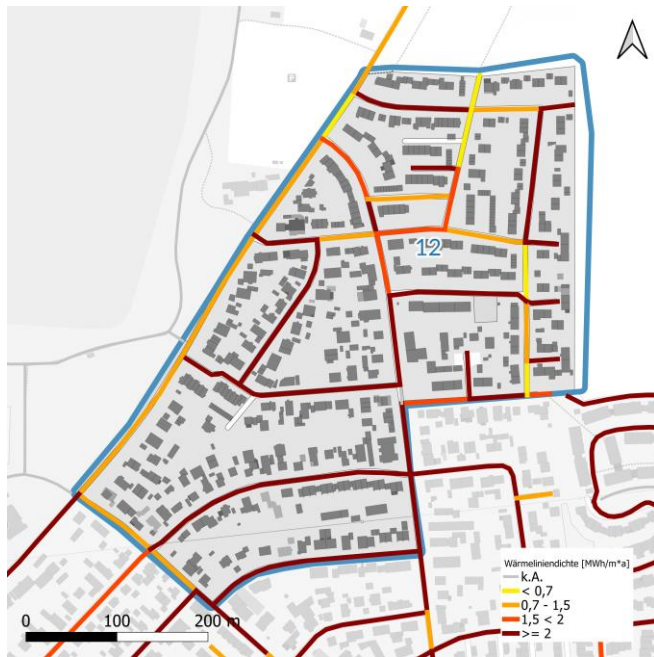 P
12
Wärmeliniendichte [MWh/m*a]
k.A.
< 0,7
0,7 - 1,5
1,5 < 2
>= 2
0 100 200 m